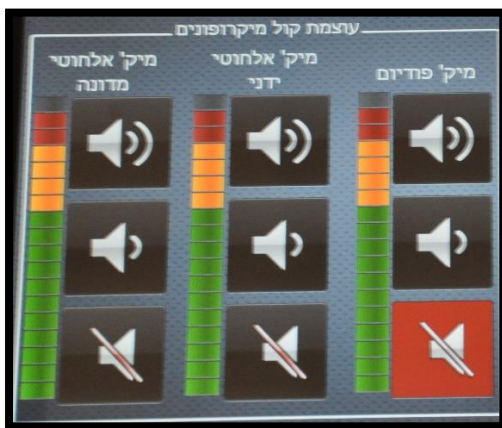 עוצמת קול מיקרופונים
מיק' פודיום
מיק' אלחוטי
ידני
מיק' אלחוטי
מדונה